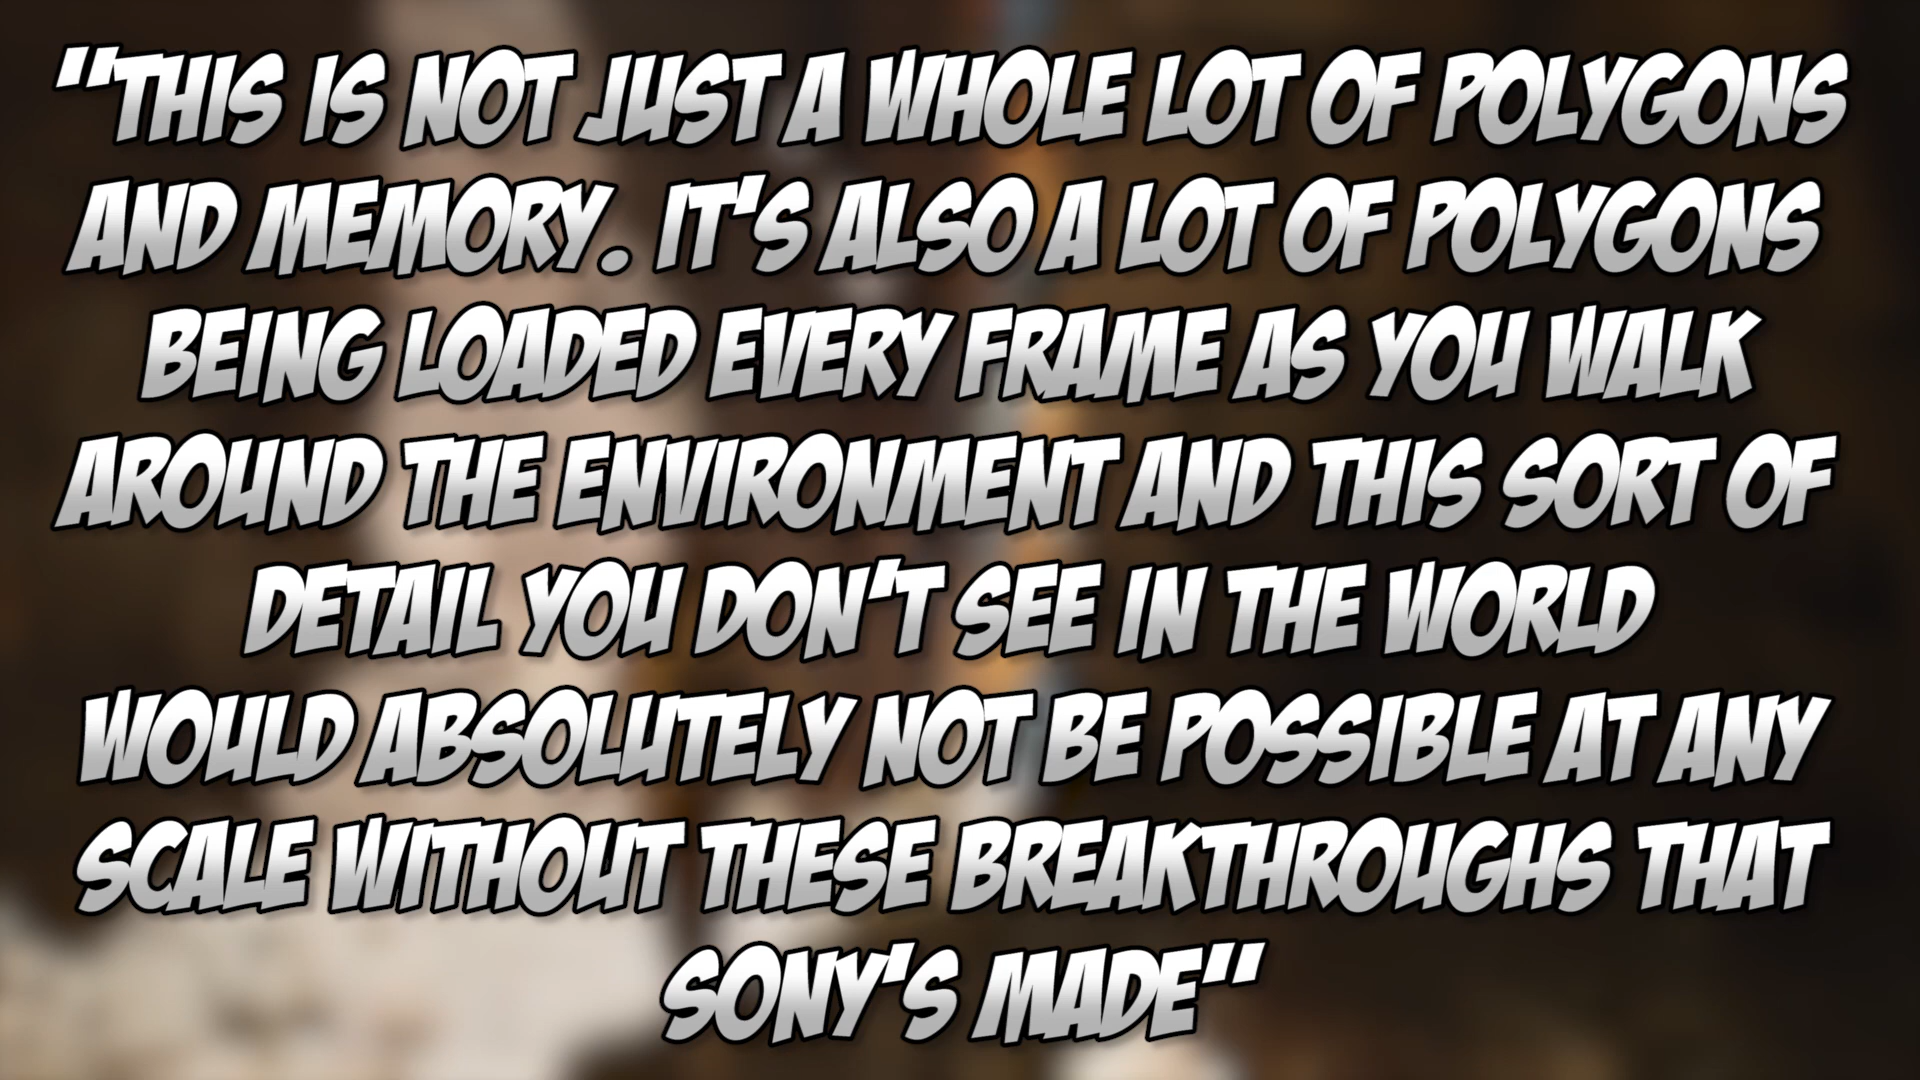 "THIS IS NOT JUST A WHOLE LOT OF POLYGONS
AND MEMORY. IT'S ALSO A LOT OF POLYGONS
BEING LOADED EVERY FRAME AS YOU WALK
AROUND THE ENVIRONMENT AND THIS SORT OF
DETAIL YOU DON'T SEE IN THE WORLD
WOULD ABSOLUTELY NOT BE POSSIBLE AT ANY
SCALE WITHOUT THESE BREAKTHROUGHS THAT
SONY'S MADE"